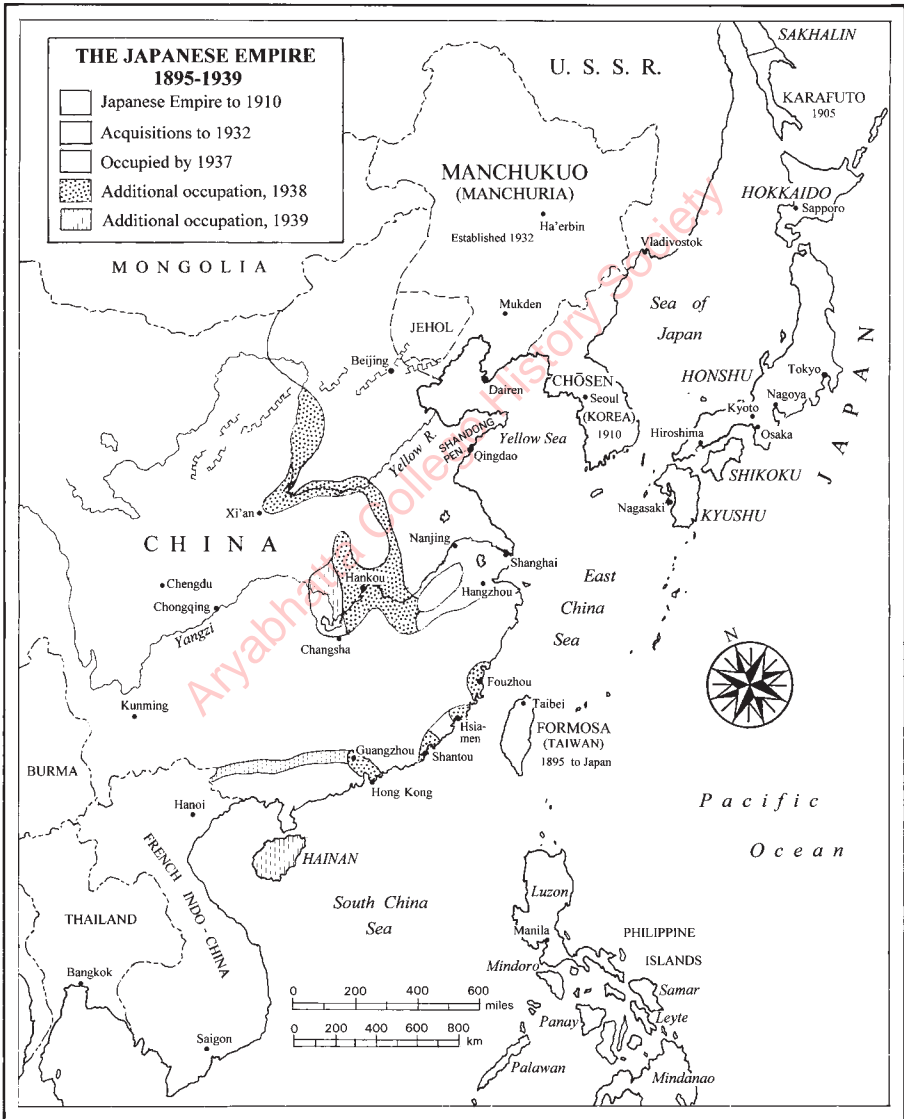 THE JAPANESE EMPIRE
1895-1939
Japanese Empire to 1910
Acquisitions to 1932
Occupied by 1937
Additional occupation, 1938
Additional occupation, 1939
U. S. S. R.
SAKHALIN
KARAFUTO
1905
MANCHUKUO
(MANCHURIA)
Ha'erbin
Established 1932
HOKKAIDO
Sapporo
Vladivostok
MONGOLIA
Mukden
Sea of
Japan
JEHOL
Beijing
Dairen
CHŌSEN
Seoul
(KOREA)
1910
HONSHU
Tokyo
Nagoya
Kyoto
Osaka
Hiroshima
JAPAN
SHIKOKU
Nagasaki
KYUSHU
Yellow R.
SHANDONG
PEN.
Qingdao
Yellow Sea
Xi'an
CHINA
Nanjing
Shanghai
Hangzhou
Hankou
Chengdu
Chongqing
Yangzi
Changsha
East
China
Sea
N
Kunming
Fouzhou
Hsia-
men
Shantou
Guangzhou
Hong Kong
Taibei
FORMOSA
(TAIWAN)
1895 to Japan
BURMA
Hanoi
HAINAN
Pacific
Ocean
FRENCH INDO-CHINA
THAILAND
Bangkok
Saigon
South China
Sea
Luzon
Manila
PHILIPPINE
ISLANDS
Mindoro
Samar
Leyte
Panay
Palawan
Mindanao
0 200 400 600 miles
0 200 400 600 800 km
Aryabhatta College History Society